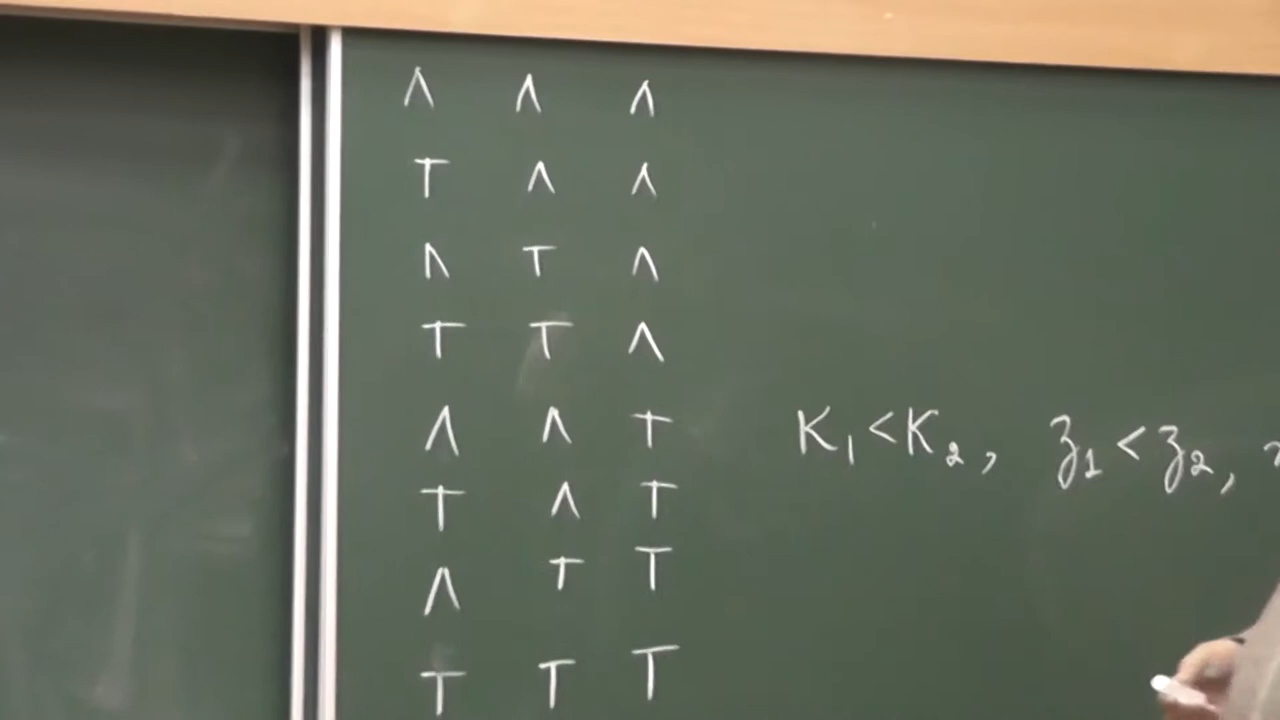 Λ Λ Λ
T Λ Λ
Λ T Λ
T T Λ
Λ Λ T
T Λ T
Λ T T
T T T
K₁ < K₂, z₁ < z₂,